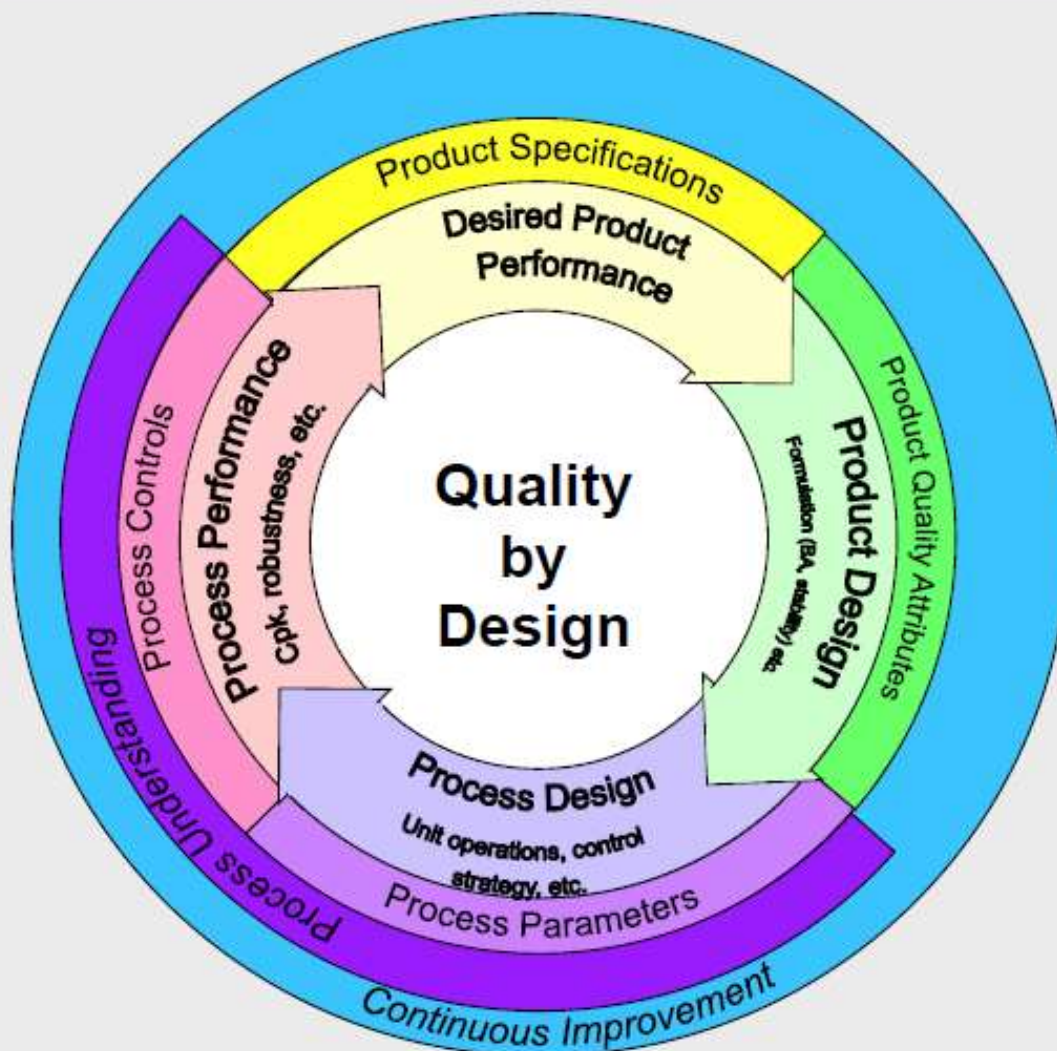 Product Specifications
Desired Product
Performance
Product Quality Attributes
Product Design
Formulation (BA, stability) etc.
Process Design
Unit operations, control
strategy, etc.
Process Parameters
Process Controls
Process Performance
Cpk, robustness, etc.
Quality
by
Design
Process Understanding
Continuous Improvement